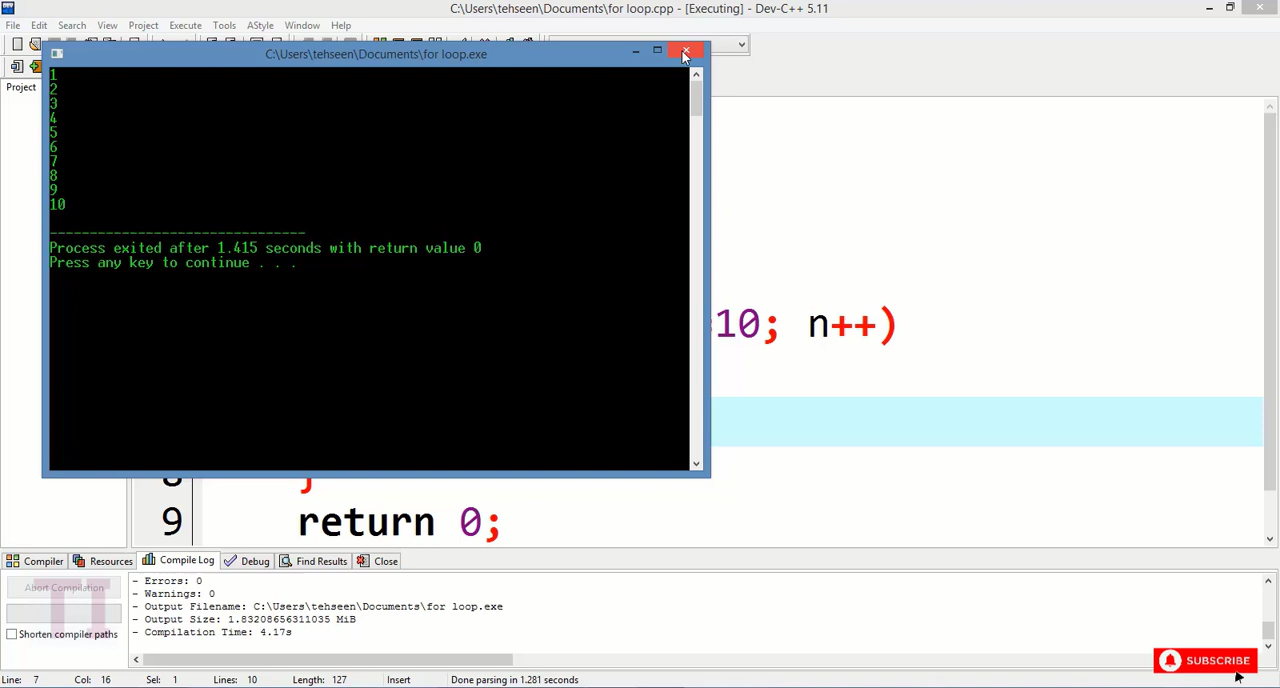 C:\Users\tehseen\Documents\for loop.cpp - [Executing] - Dev-C++ 5.11
File Edit Search View Project Execute Tools AStyle Window Help
C:\Users\tehseen\Documents\for loop.exe
Project
1
2
3
4
5
6
7
8
9
10
--------------------------------
Process exited after 1.415 seconds with return value 0
Press any key to continue . . .
10; n++)
8 }
9 return 0;
Compiler Resources Compile Log Debug Find Results Close
Abort Compilation
Shorten compiler paths
TI
- Errors: 0
- Warnings: 0
- Output Filename: C:\Users\tehseen\Documents\for loop.exe
- Output Size: 1.83208656311035 MiB
- Compilation Time: 4.17s
SUBSCRIBE
Line: 7 Col: 16 Sel: 1 Lines: 10 Length: 127 Insert Done parsing in 1.281 seconds